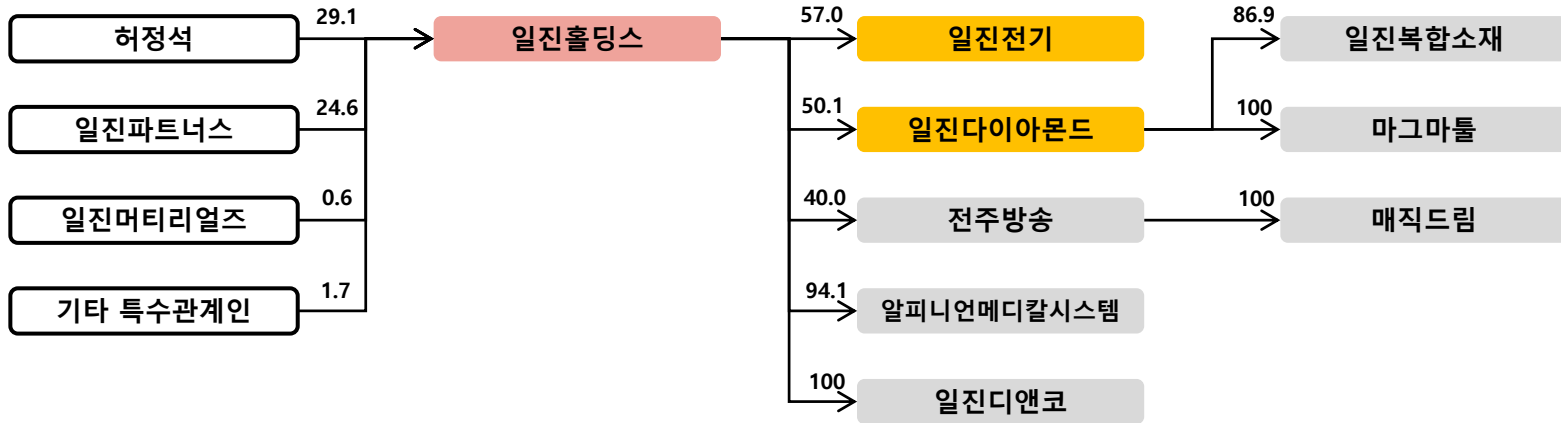 허정석
29.1
일진홀딩스
57.0
일진전기
86.9
일진복합소재
일진파트너스
24.6
50.1
일진다이아몬드
100
마그마툴
일진머티리얼즈
0.6
40.0
전주방송
100
매직드림
기타 특수관계인
1.7
94.1
알피니언메디칼시스템
100
일진디앤코